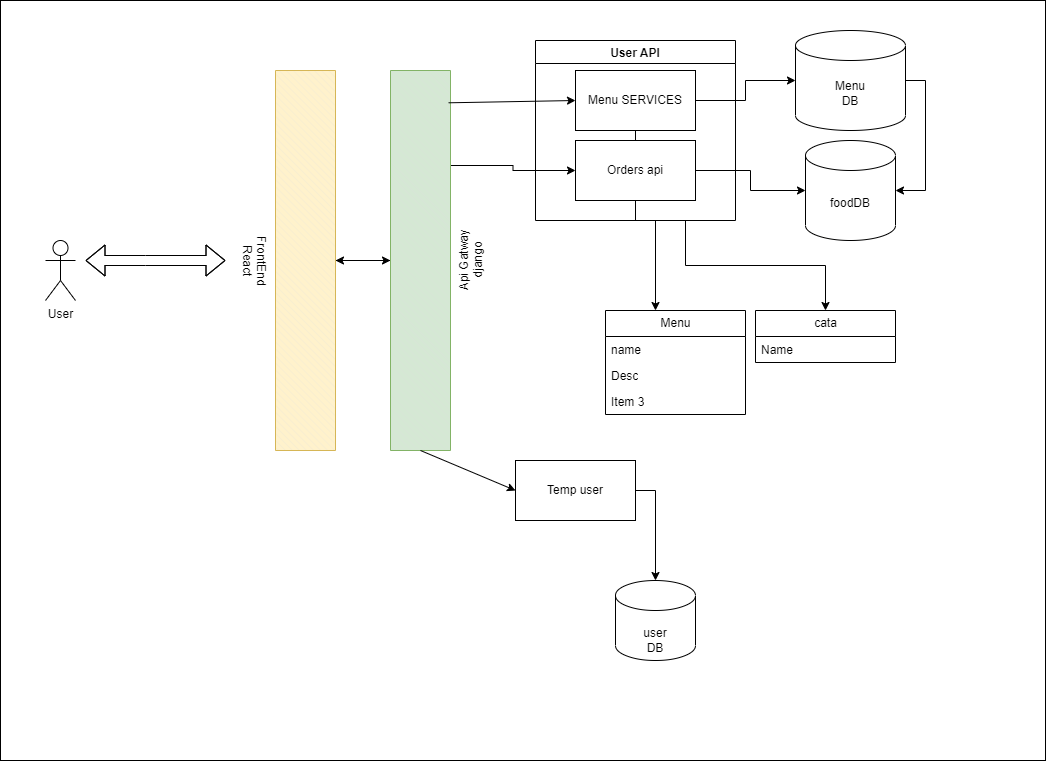 User API
Menu SERVICES
Menu
DB
Orders api
foodDB
FrontEnd
React
Api Gatway
django
User
Menu
name
Desc
Item 3
cata
Name
Temp user
user
DB